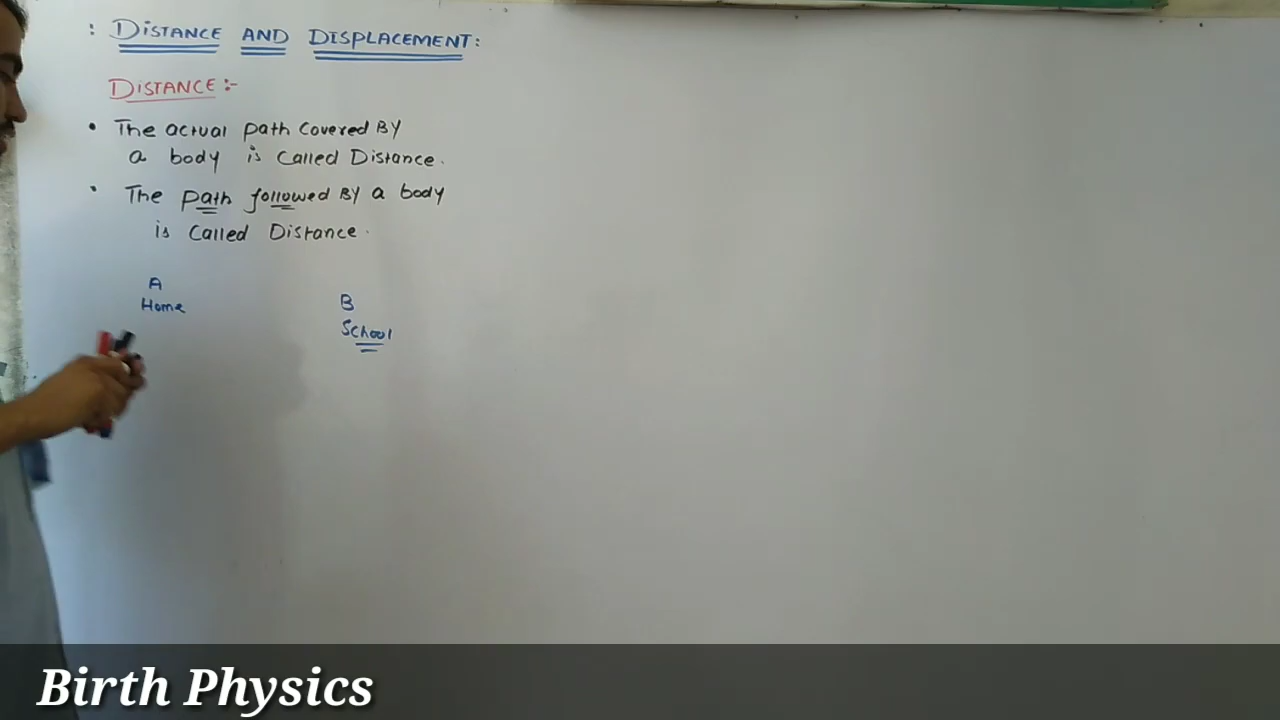 : DISTANCE AND DISPLACEMENT:
DISTANCE :-
• The actual path covered BY
a body is Called Distance.
• The path followed BY a body
is Called Distance.
A
Home
B
School
Birth Physics